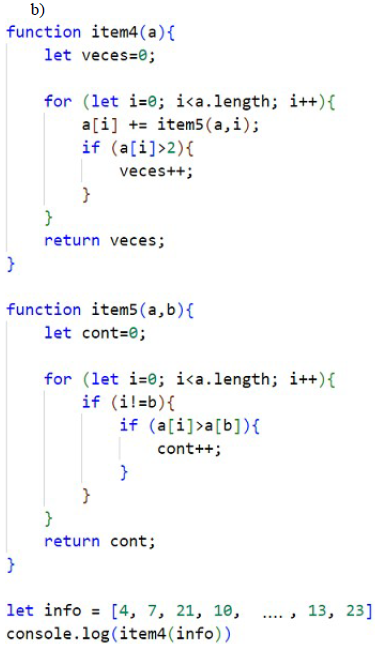 b)
function item4(a){
    let veces=0;

    for (let i=0; i<a.length; i++){
        a[i] += item5(a,i);
        if (a[i]>2){
            veces++;
        }
    }
    return veces;
}

function item5(a,b){
    let cont=0;

    for (let i=0; i<a.length; i++){
        if (i!=b){
            if (a[i]>a[b]){
                cont++;
            }
        }
    }
    return cont;
}

let info = [4, 7, 21, 10,  .... , 13, 23]
console.log(item4(info))